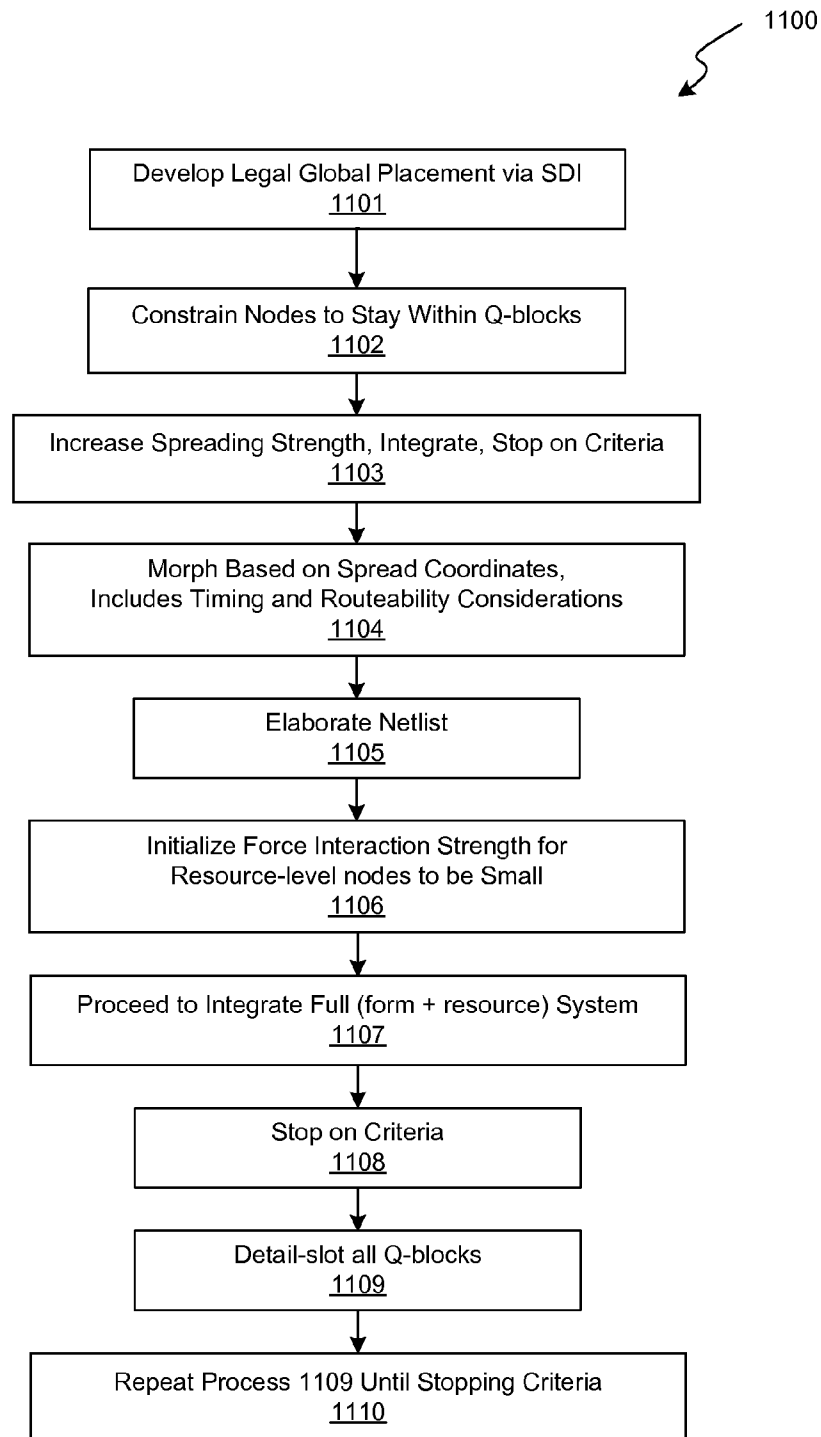 1100
Develop Legal Global Placement via SDI
1101
Constrain Nodes to Stay Within Q-blocks
1102
Increase Spreading Strength, Integrate, Stop on Criteria
1103
Morph Based on Spread Coordinates,
Includes Timing and Routeability Considerations
1104
Elaborate Netlist
1105
Initialize Force Interaction Strength for
Resource-level nodes to be Small
1106
Proceed to Integrate Full (form + resource) System
1107
Stop on Criteria
1108
Detail-slot all Q-blocks
1109
Repeat Process 1109 Until Stopping Criteria
1110